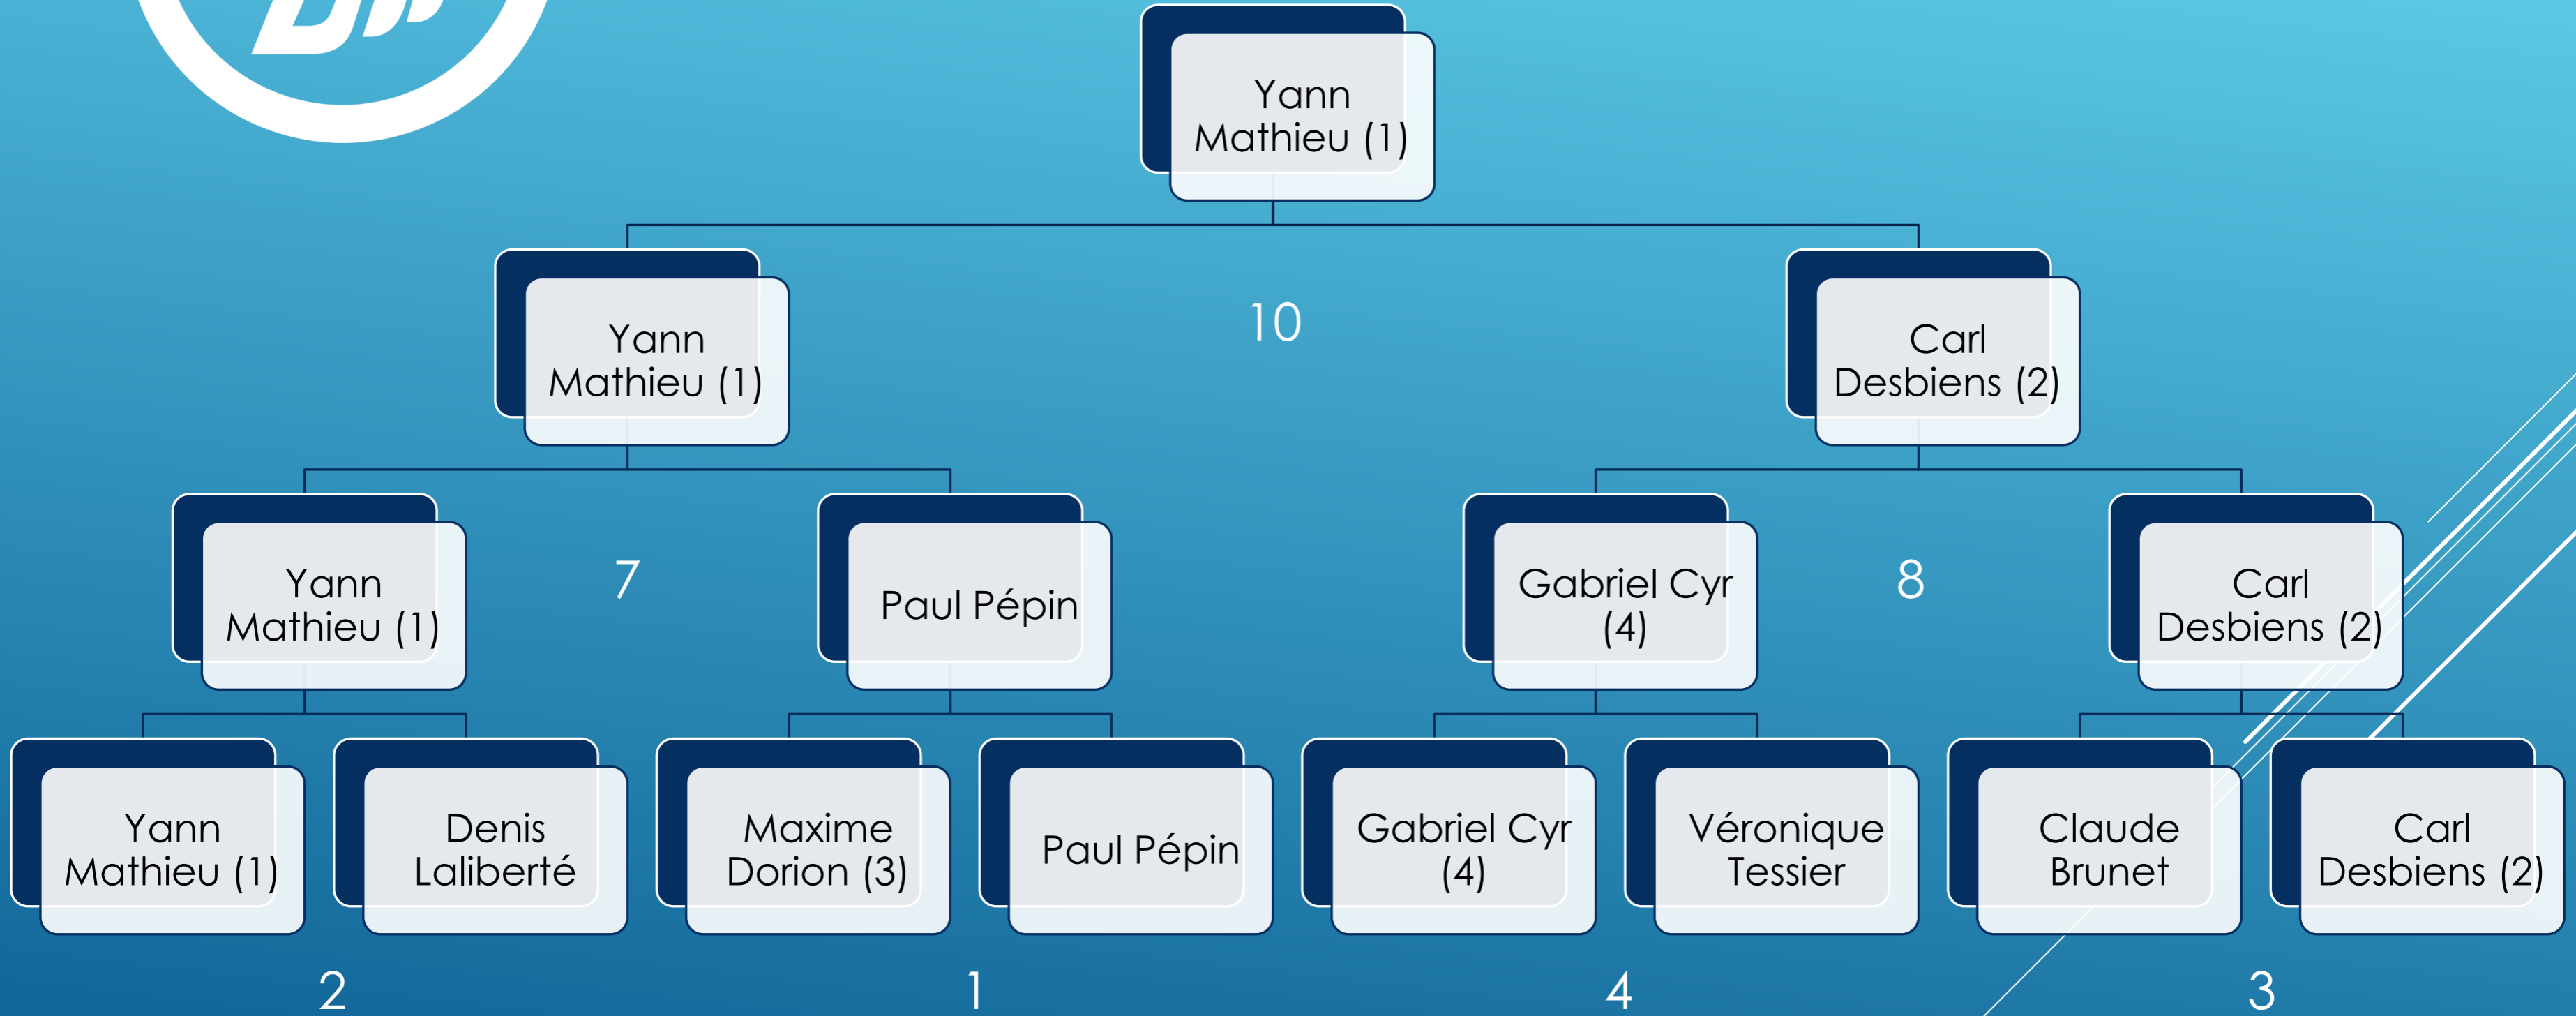 Yann
Mathieu (1)
Yann
Mathieu (1)
10
Carl
Desbiens (2)
Yann
Mathieu (1)
7
Paul Pépin
Gabriel Cyr
(4)
8
Carl
Desbiens (2)
Yann
Mathieu (1)
Denis
Laliberté
Maxime
Dorion (3)
Paul Pépin
Gabriel Cyr
(4)
Véronique
Tessier
Claude
Brunet
Carl
Desbiens (2)
2
1
4
3